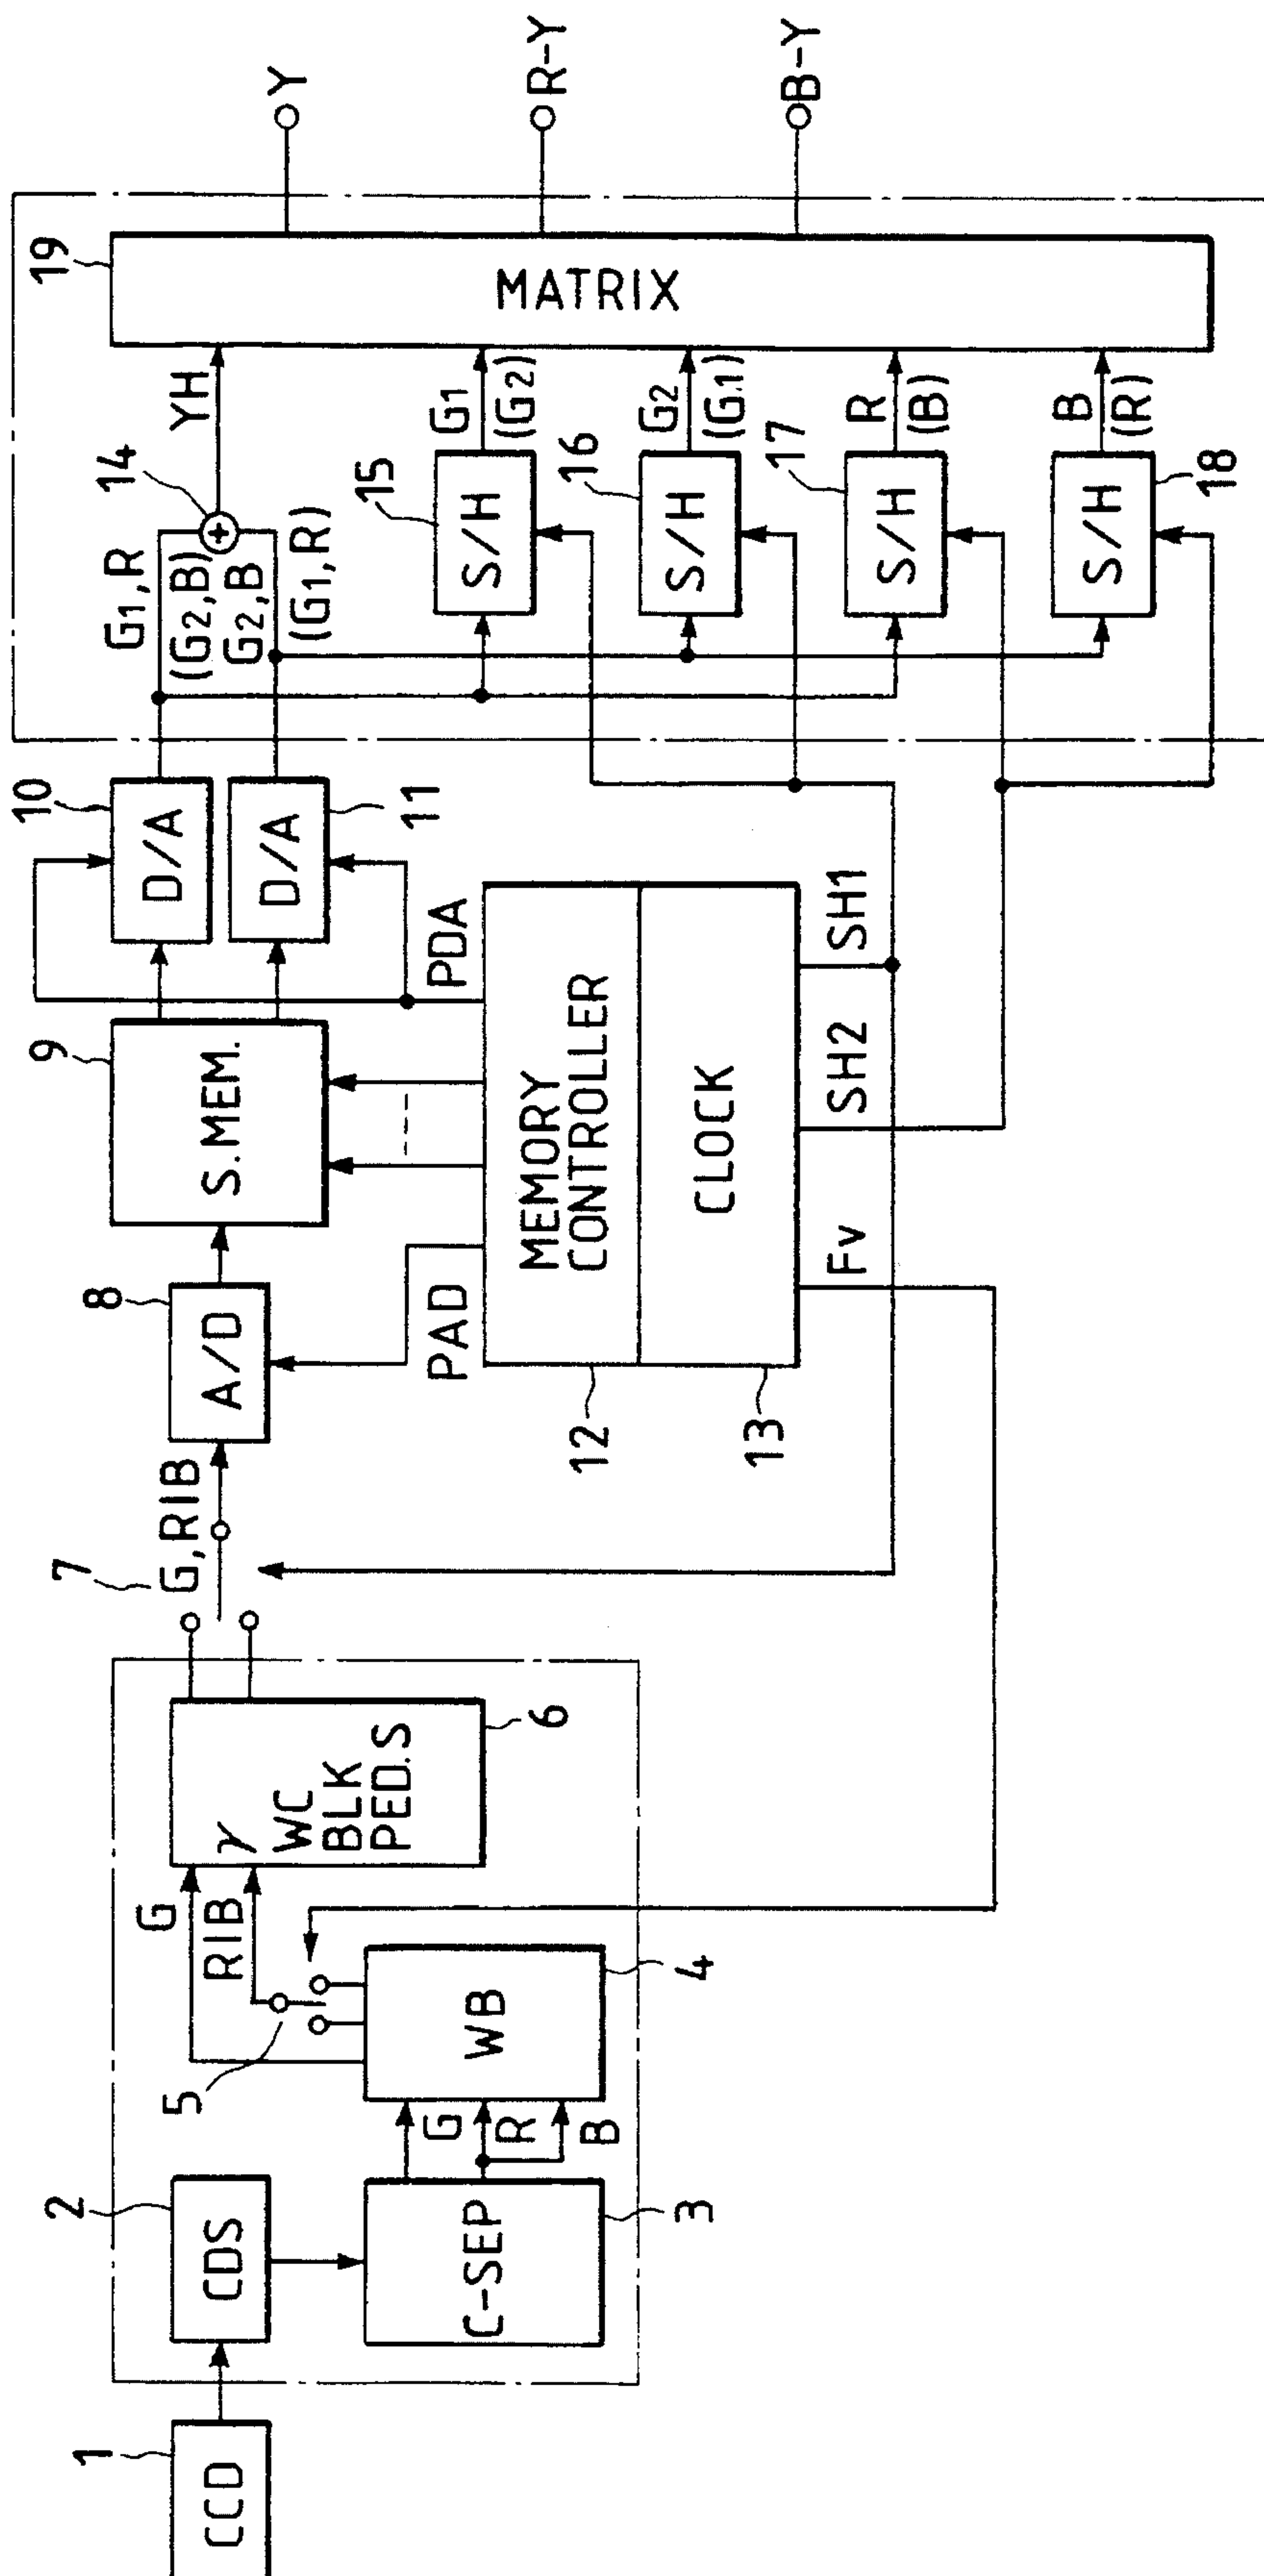 1
CCD
2
CDS
C-SEP
3
G
R
B
WB
4
5
G
RIB
γ
WC
BLK
PED.S
6
7
G,RIB
8
A/D
PAD
9
S.MEM.
PDA
10
D/A
D/A
11
MEMORY
CONTROLLER
12
CLOCK
13
Fv
SH2
SH1
G1,R
(G2,B)
G2,B
(G1,R)
14
YH
15
S/H
G1
(G2)
16
S/H
G2
(G1)
17
S/H
R
(B)
18
S/H
B
(R)
19
MATRIX
Y
R-Y
B-Y